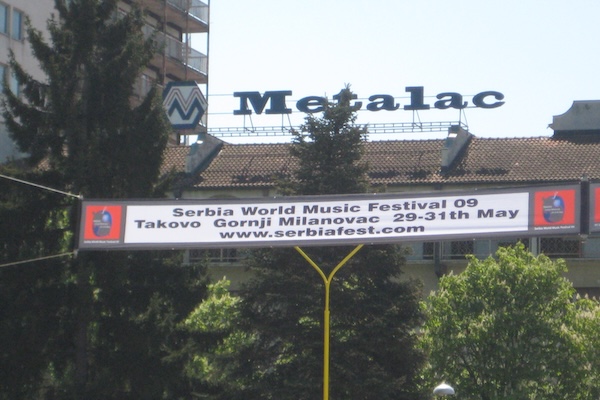 Metalac
Serbia World Music Festival 09
Takovo Gornji Milanovac 29-31th May
www.serbiafest.com